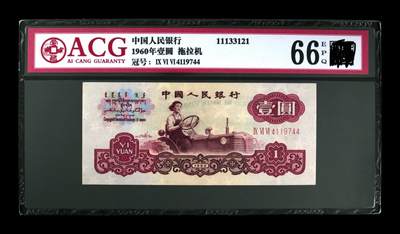 ACG
AI CANG GUARANTY
中国人民银行
1960年壹圆 拖拉机
冠号：IX VI VI 4119744
11133121
66
EPQ
中国人民银行
壹圆
IX VI VI 4119744
YI
YUAN
1
1960